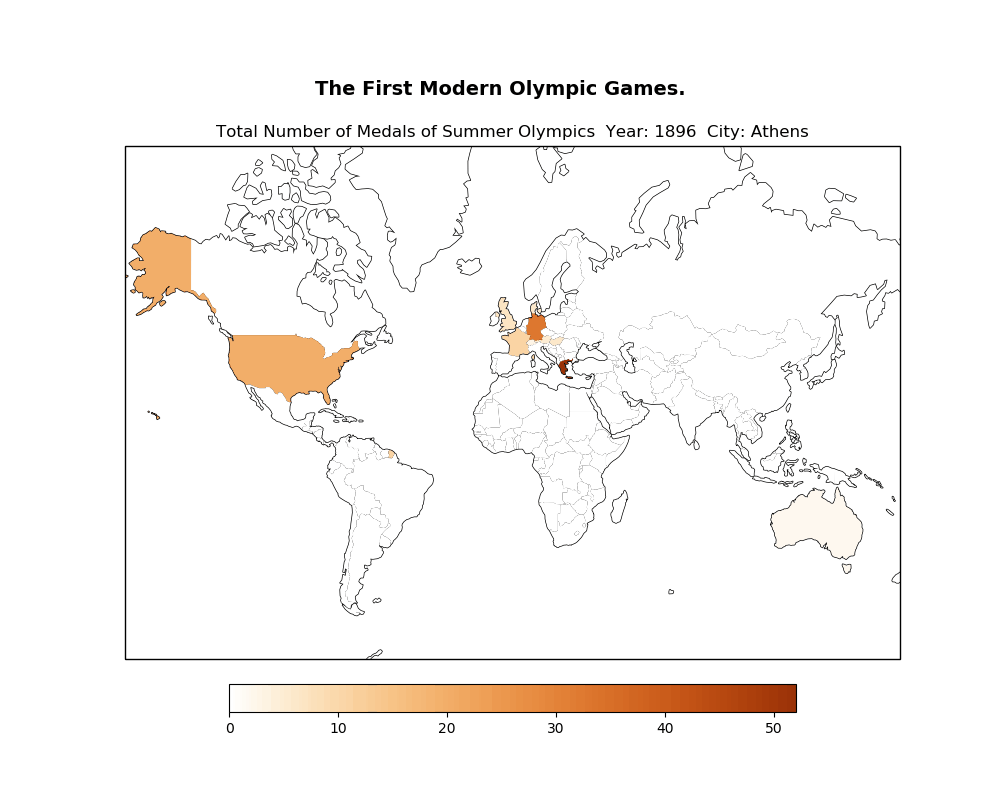 The First Modern Olympic Games.
Total Number of Medals of Summer Olympics  Year: 1896  City: Athens
0 10 20 30 40 50